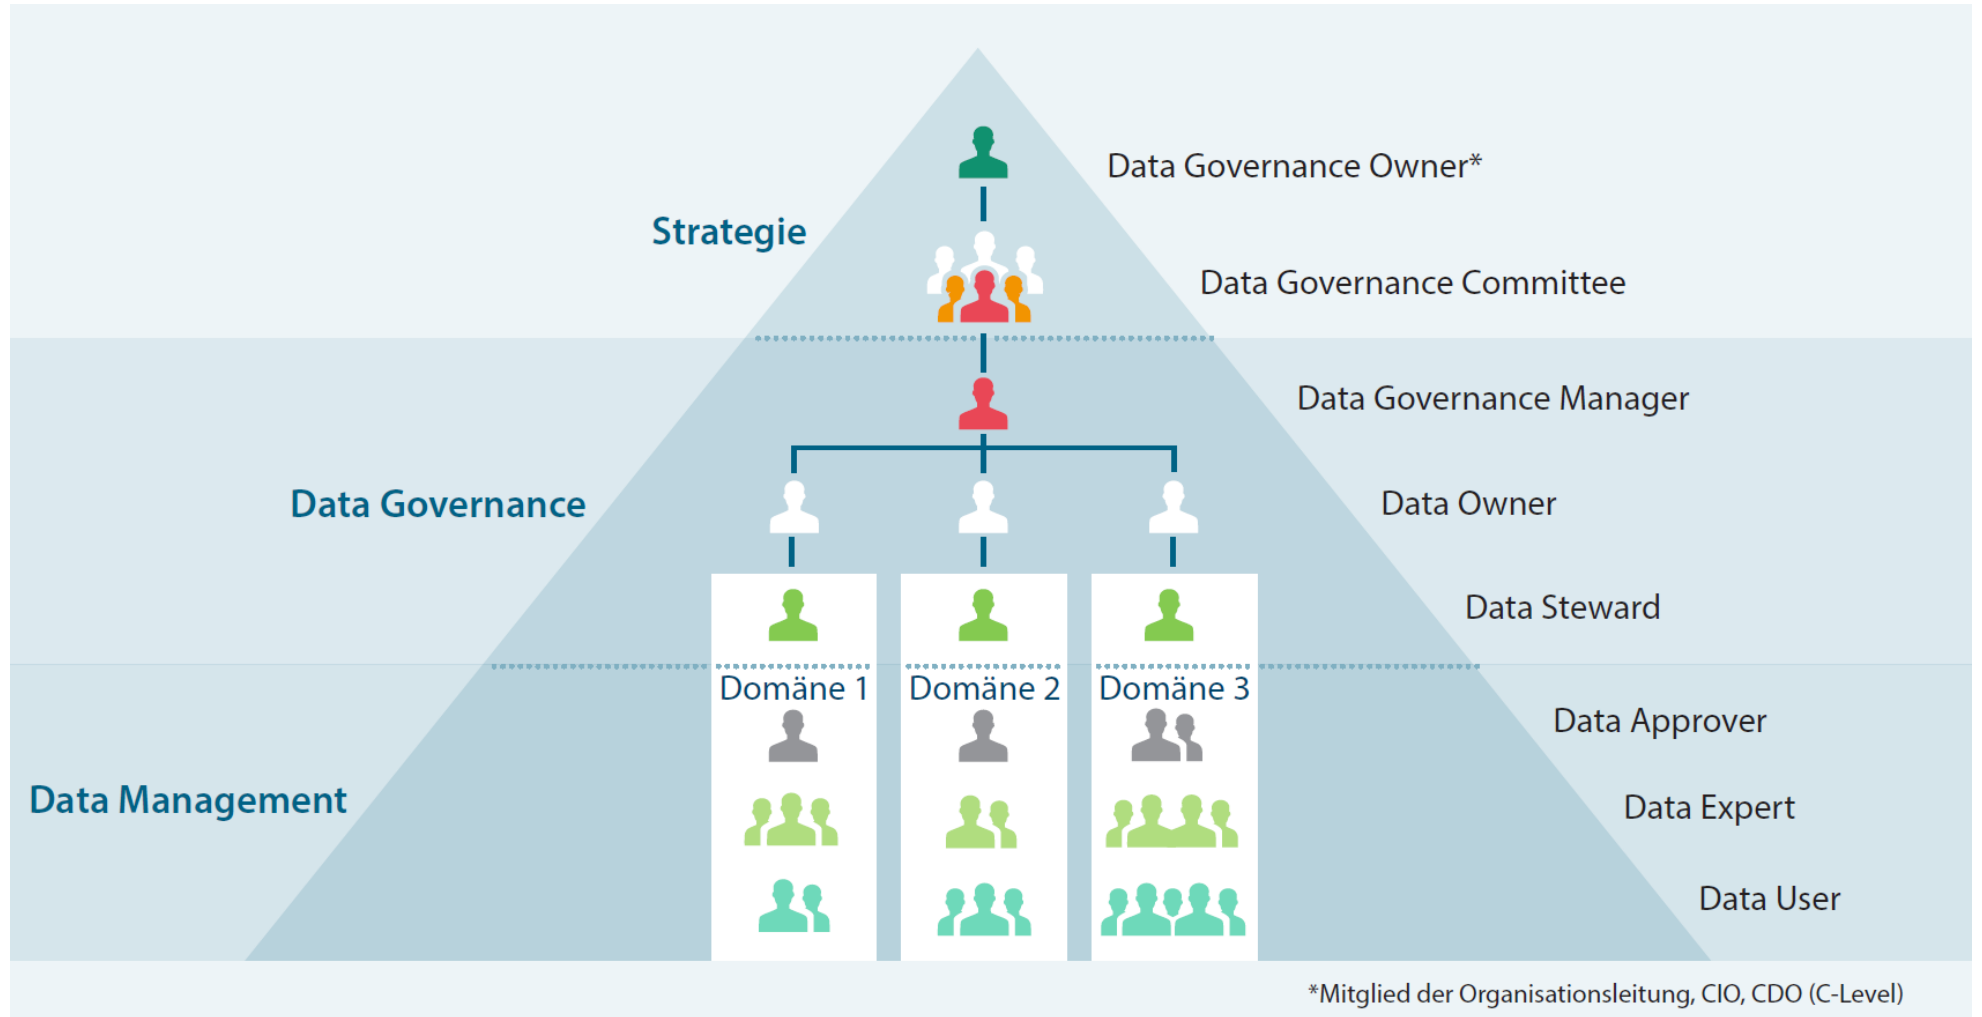 Data Governance Owner*
Strategie
Data Governance Committee
Data Governance Manager
Data Governance
Data Owner
Data Steward
Domäne 1
Domäne 2
Domäne 3
Data Approver
Data Management
Data Expert
Data User
*Mitglied der Organisationsleitung, CIO, CDO (C-Level)